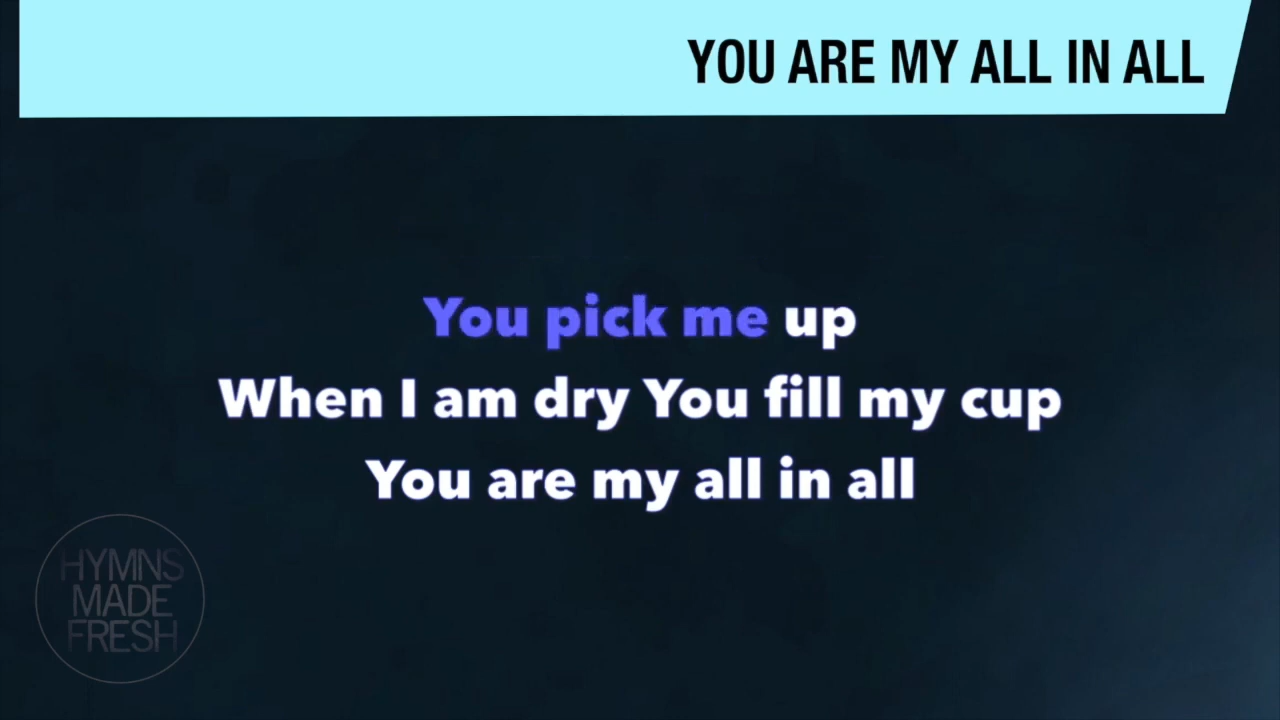 YOU ARE MY ALL IN ALL
You pick me up
When I am dry You fill my cup
You are my all in all
HYMNS
MADE
FRESH